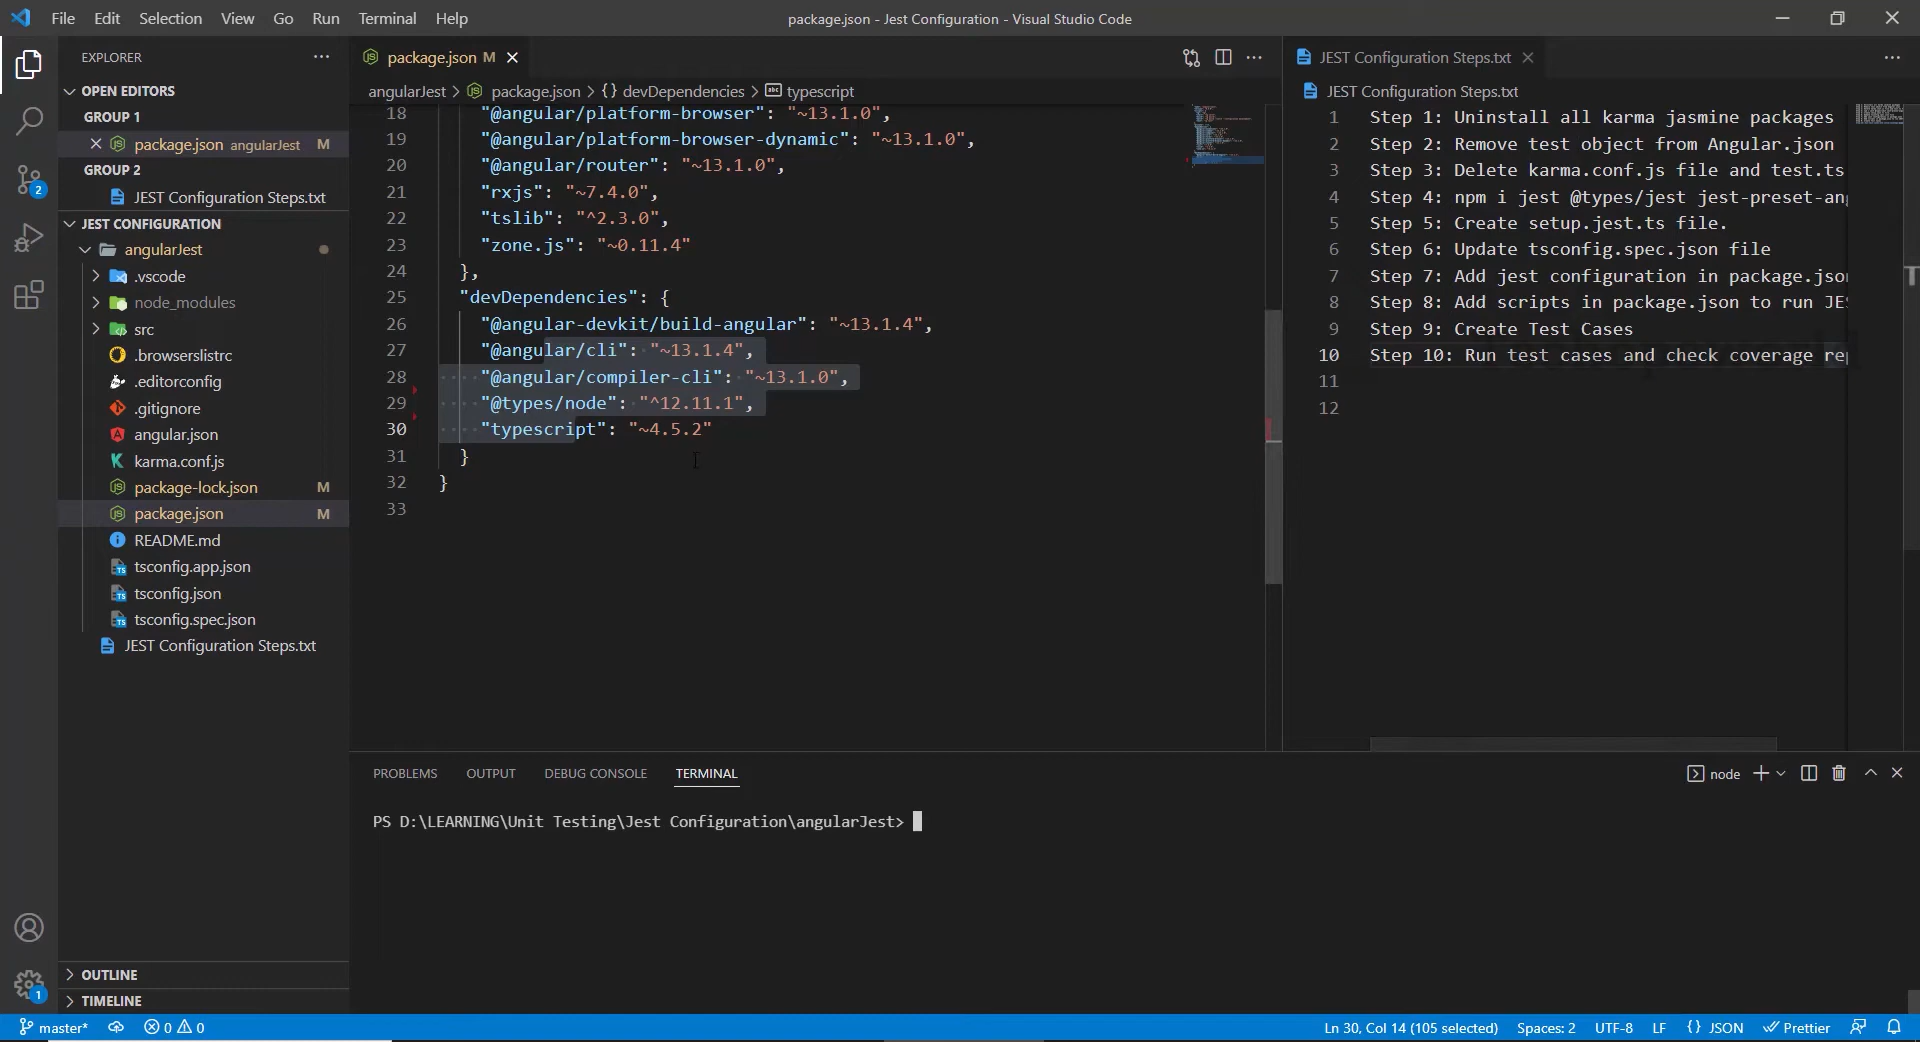 File Edit Selection View Go Run Terminal Help
package.json - Jest Configuration - Visual Studio Code
EXPLORER
OPEN EDITORS
GROUP 1
package.json angularJest M
GROUP 2
JEST Configuration Steps.txt
JEST CONFIGURATION
angularJest
.vscode
node_modules
src
.browserslistrc
.editorconfig
.gitignore
angular.json
karma.conf.js
package-lock.json M
package.json M
README.md
tsconfig.app.json
tsconfig.json
tsconfig.spec.json
JEST Configuration Steps.txt
OUTLINE
TIMELINE
2
1
package.json M
angularJest > package.json > {} devDependencies > abc typescript
18 "@angular/platform-browser": "~13.1.0",
19 "@angular/platform-browser-dynamic": "~13.1.0",
20 "@angular/router": "~13.1.0",
21 "rxjs": "~7.4.0",
22 "tslib": "^2.3.0",
23 "zone.js": "~0.11.4"
24 },
25 "devDependencies": {
26 "@angular-devkit/build-angular": "~13.1.4",
27 "@angular/cli": "~13.1.4",
28 "@angular/compiler-cli": "~13.1.0",
29 "@types/node": "^12.11.1",
30 "typescript": "~4.5.2"
31 }
32 }
33
JEST Configuration Steps.txt
JEST Configuration Steps.txt
1 Step 1: Uninstall all karma jasmine packages
2 Step 2: Remove test object from Angular.json
3 Step 3: Delete karma.conf.js file and test.ts
4 Step 4: npm i jest @types/jest jest-preset-an
5 Step 5: Create setup.jest.ts file.
6 Step 6: Update tsconfig.spec.json file
7 Step 7: Add jest configuration in package.jso
8 Step 8: Add scripts in package.json to run JE
9 Step 9: Create Test Cases
10 Step 10: Run test cases and check coverage re
11
12
PROBLEMS OUTPUT DEBUG CONSOLE TERMINAL
node
PS D:\LEARNING\Unit Testing\Jest Configuration\angularJest>
master* 0 0
Ln 30, Col 14 (105 selected) Spaces: 2 UTF-8 LF {} JSON Prettier